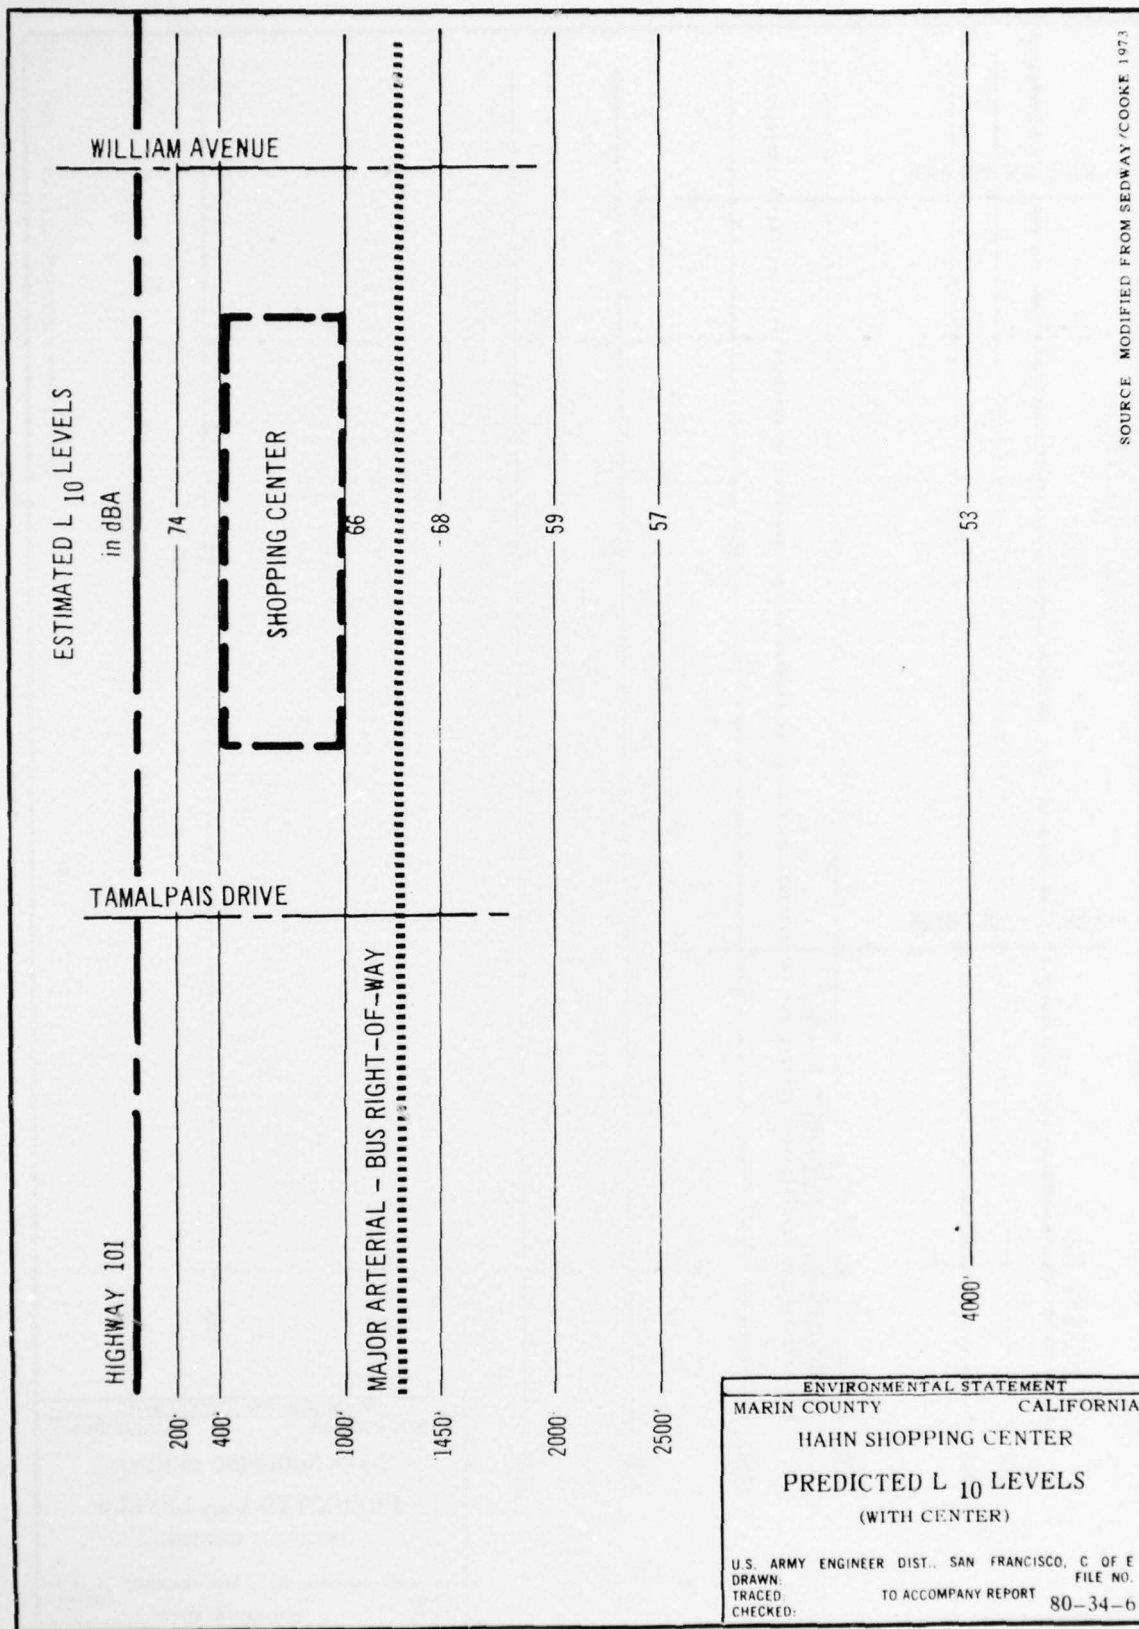 ESTIMATED L 10 LEVELS
in dBA
WILLIAM AVENUE
SHOPPING CENTER
TAMALPAIS DRIVE
HIGHWAY 101
MAJOR ARTERIAL - BUS RIGHT-OF-WAY
74
66
68
59
57
53
200'
400'
1000'
1450'
2000'
2500'
4000'
SOURCE MODIFIED FROM SEDWAY/COOKE 1973
ENVIRONMENTAL STATEMENT
MARIN COUNTY CALIFORNIA
HAHN SHOPPING CENTER
PREDICTED L 10 LEVELS
(WITH CENTER)
U.S. ARMY ENGINEER DIST., SAN FRANCISCO, C OF E
DRAWN: FILE NO.
TRACED: TO ACCOMPANY REPORT 80-34-6
CHECKED: